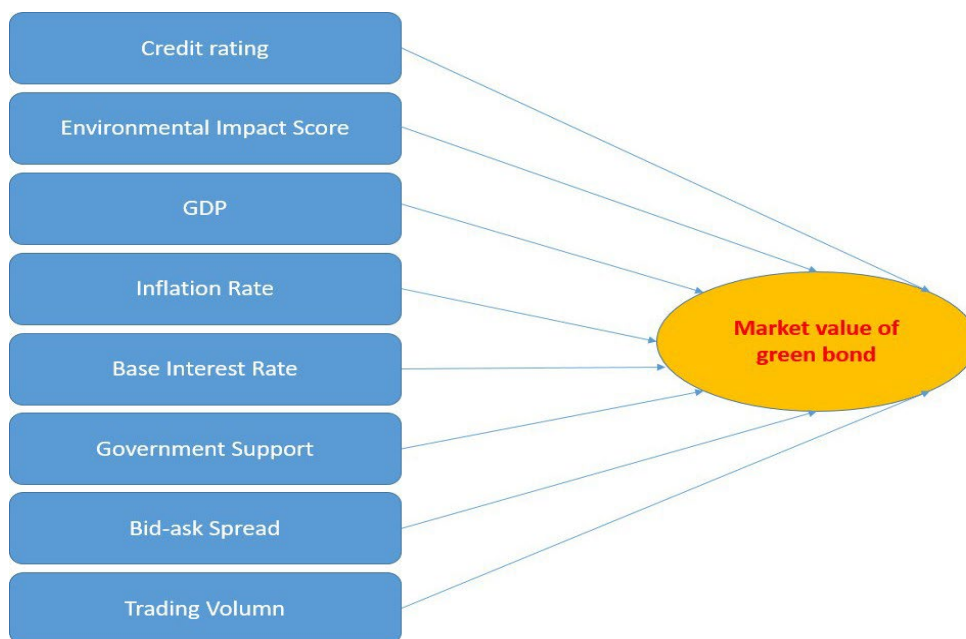 Credit rating
Environmental Impact Score
GDP
Inflation Rate
Base Interest Rate
Government Support
Bid-ask Spread
Trading Volumn
Market value of
green bond